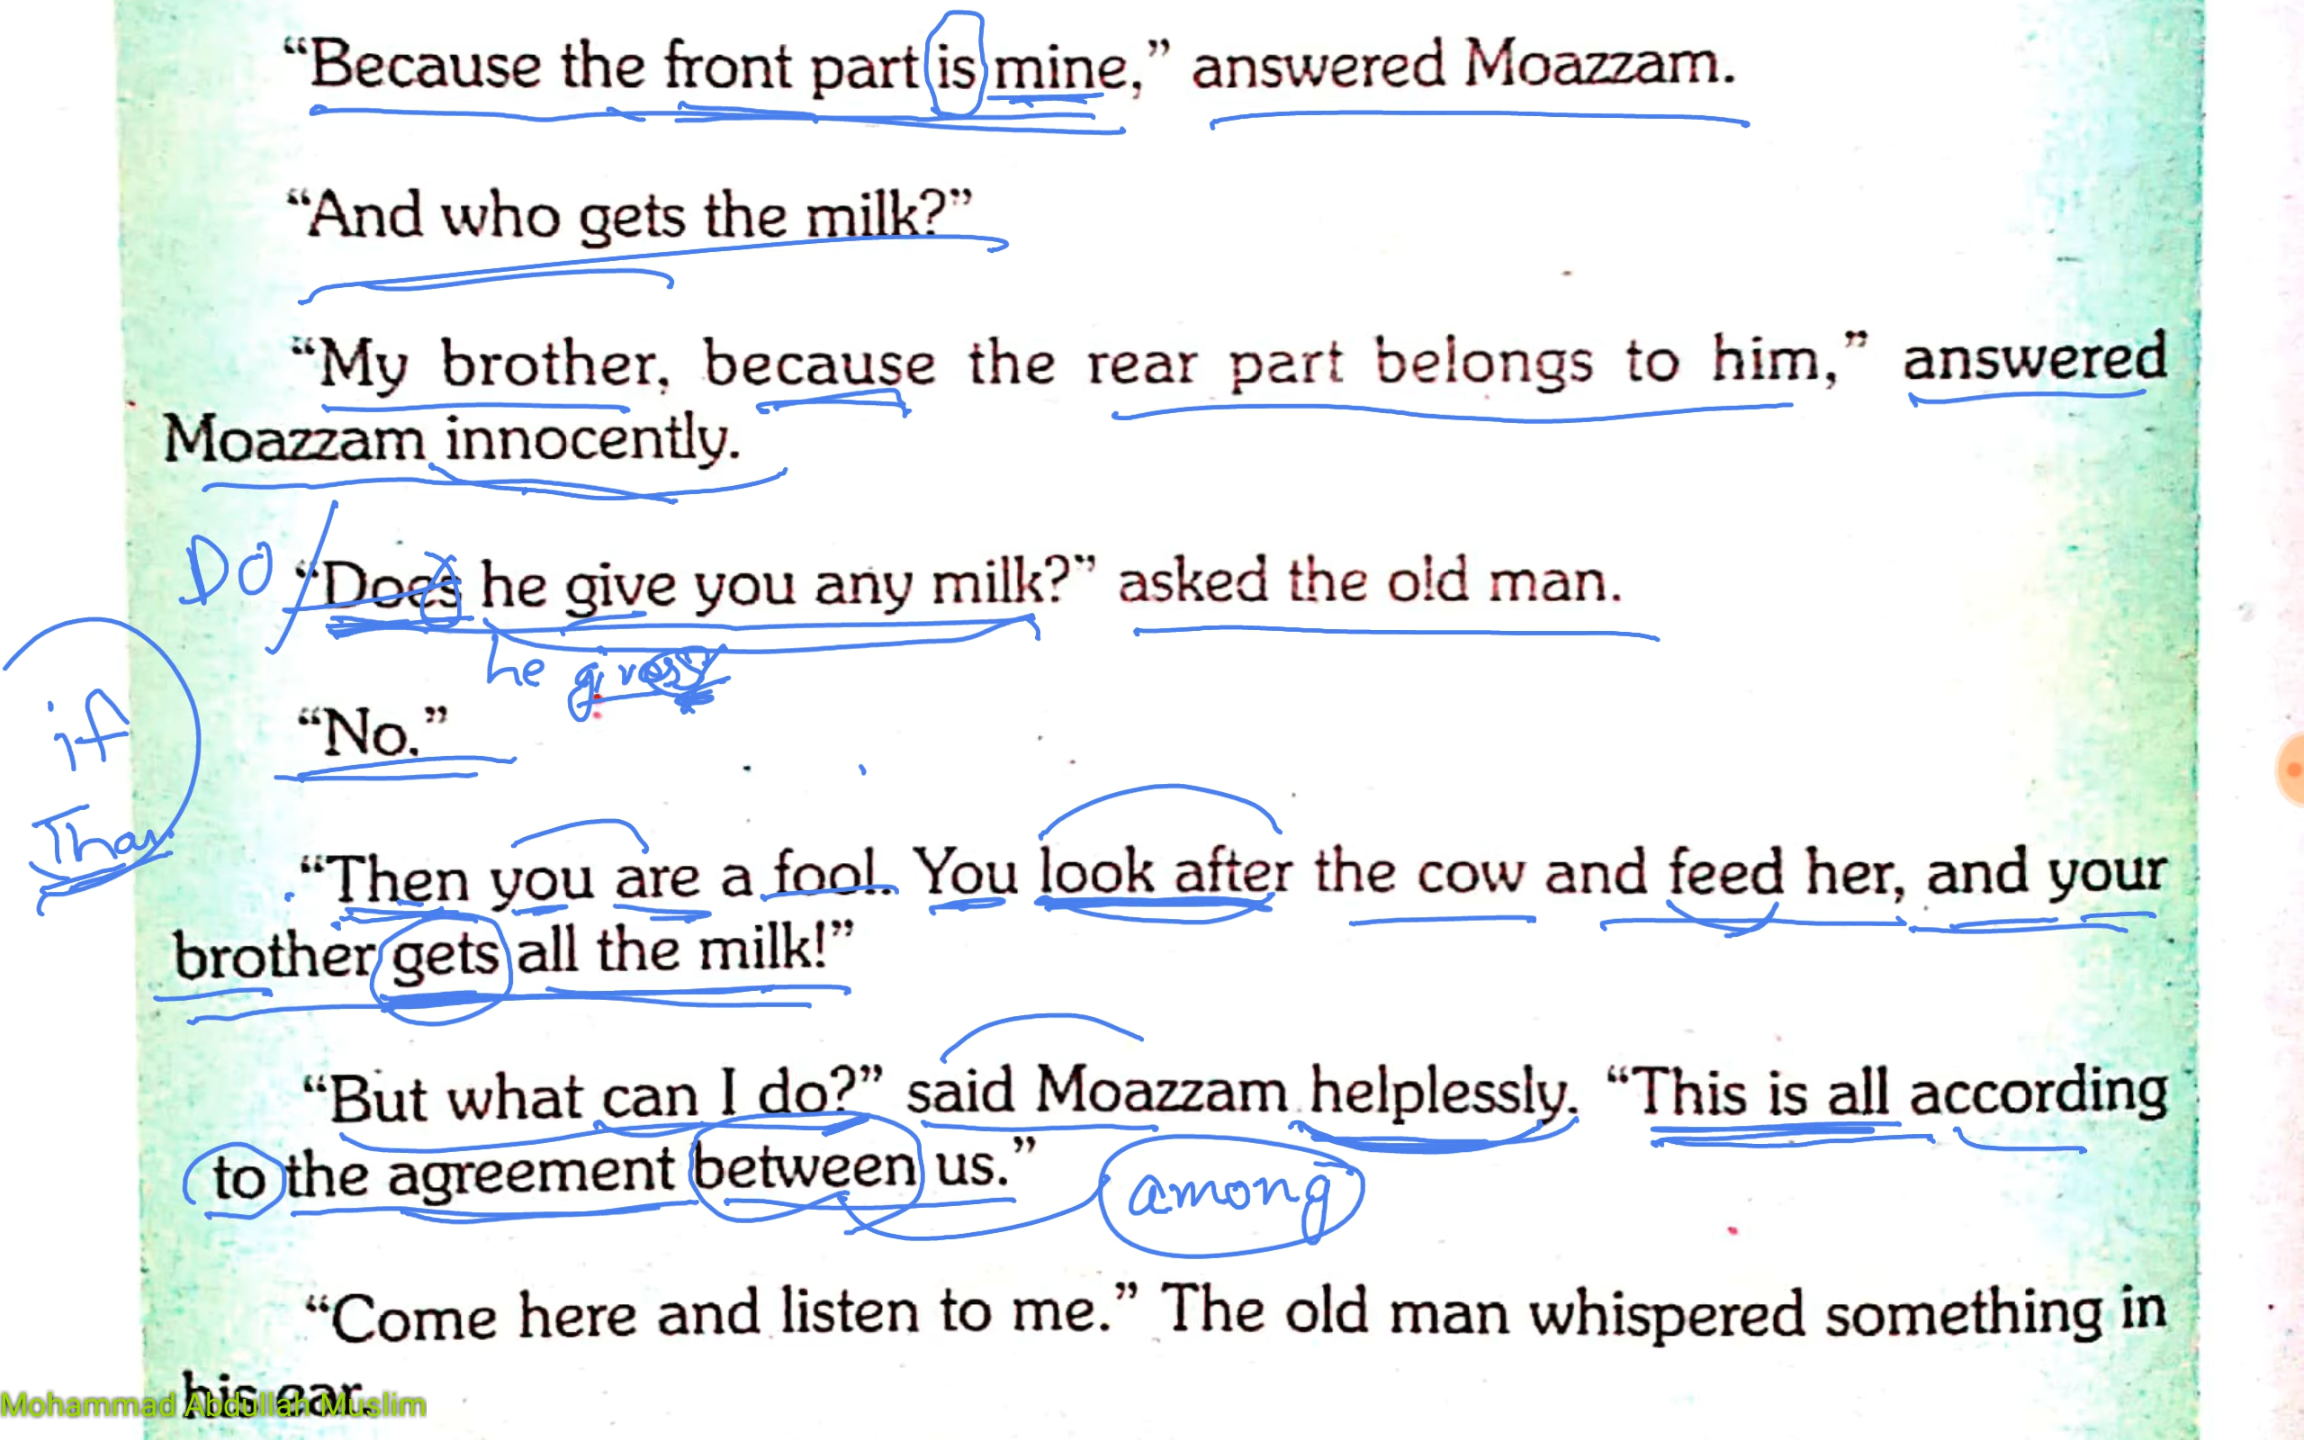 “Because the front part is mine,” answered Moazzam.
“And who gets the milk?”
“My brother, because the rear part belongs to him,” answered
Moazzam innocently.
DO
“Does he give you any milk?” asked the old man.
he gives
“No.”
if
Than
“Then you are a fool. You look after the cow and feed her, and your
brother gets all the milk!”
“But what can I do?” said Moazzam helplessly. “This is all according
to the agreement between us.”
among
“Come here and listen to me.” The old man whispered something in
his ear.
Mohammad Abdullah Muslim